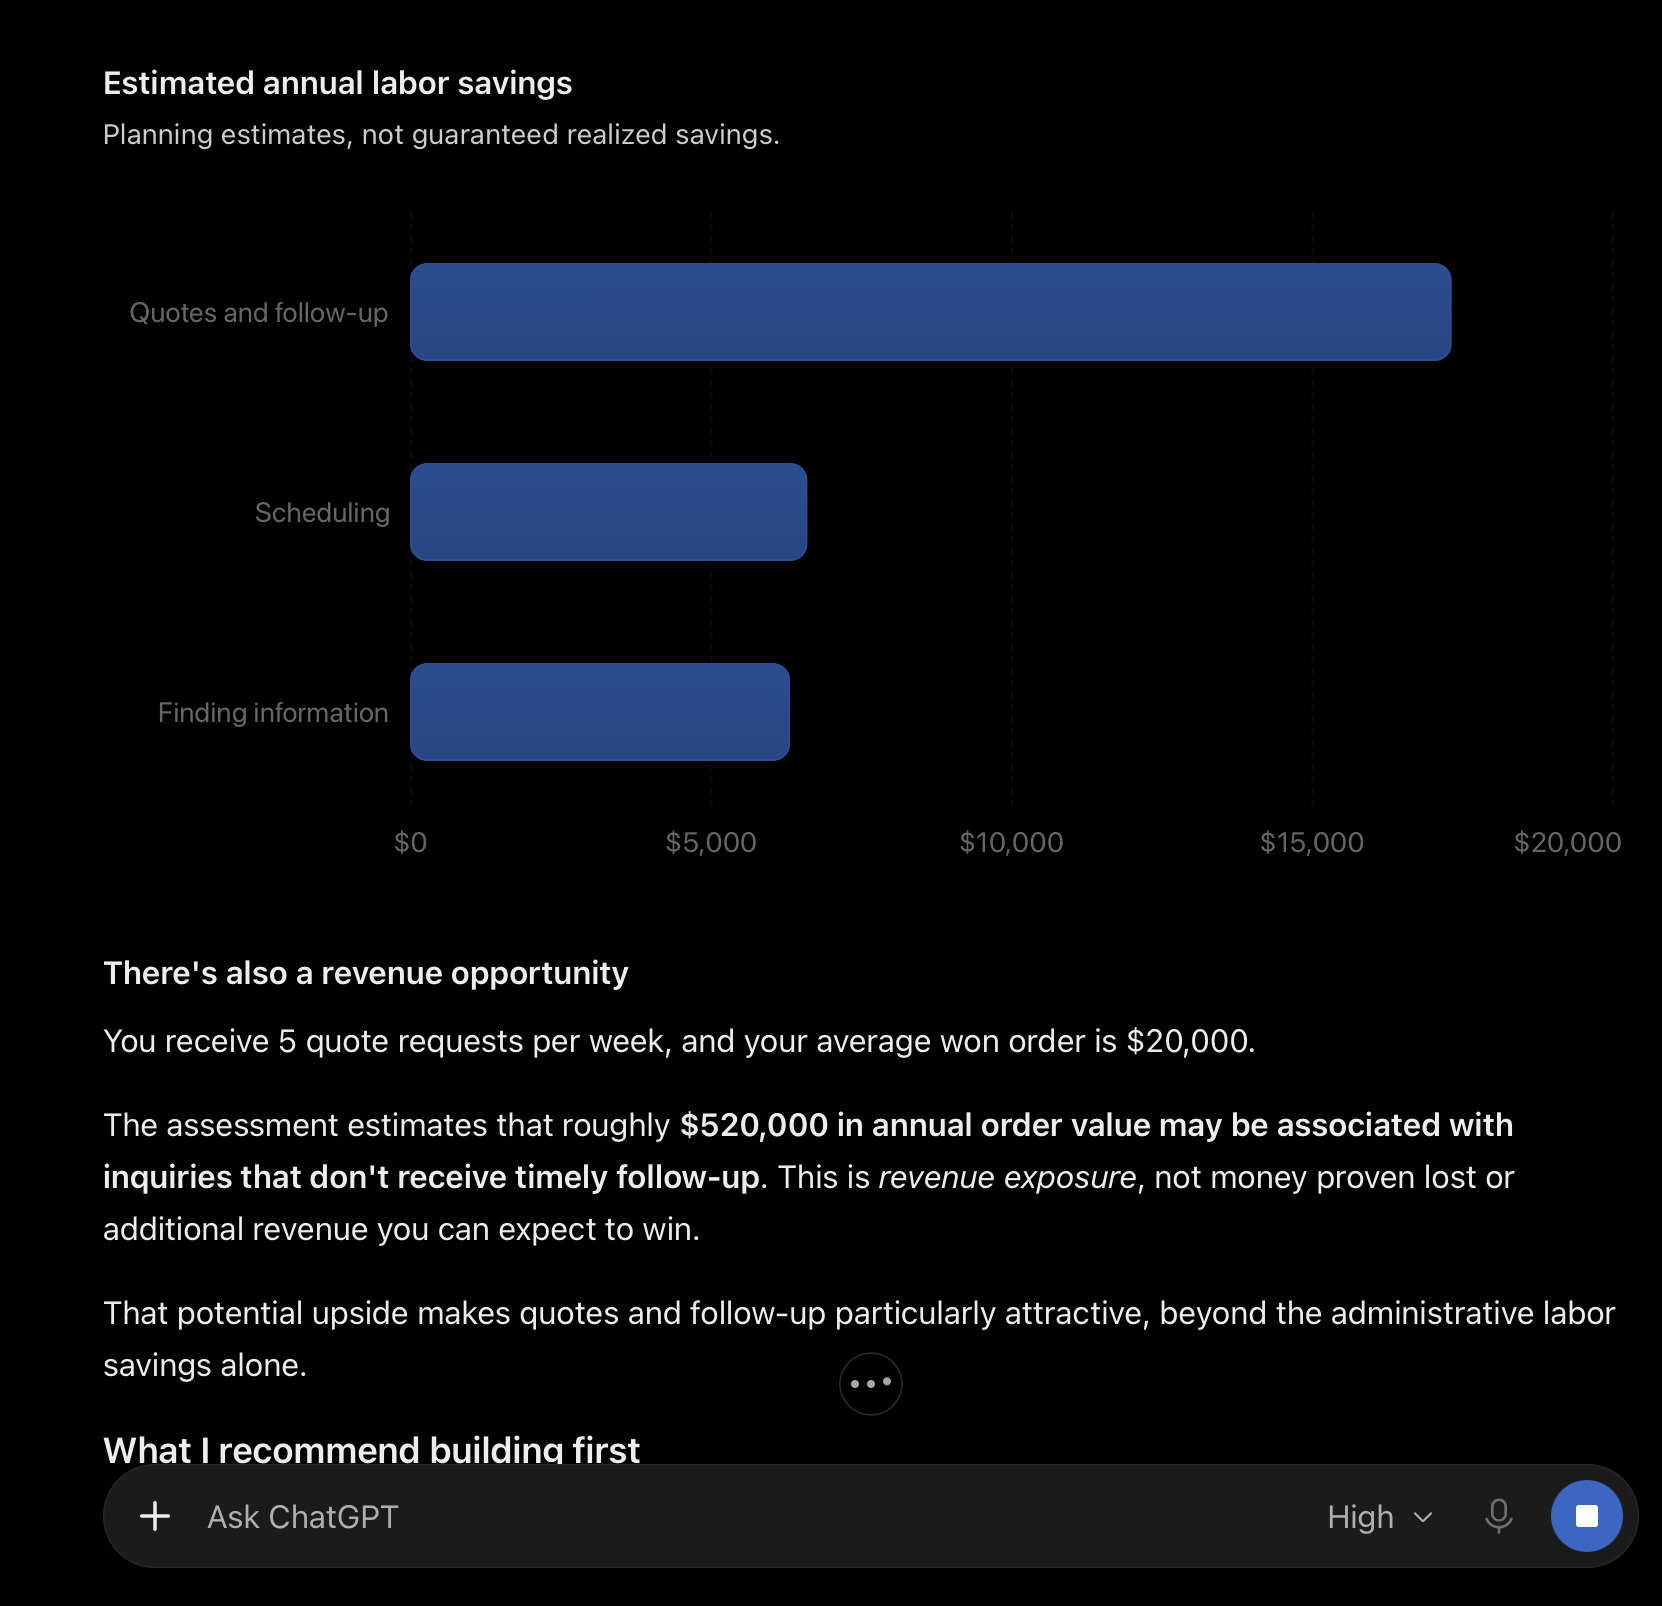 Estimated annual labor savings
Planning estimates, not guaranteed realized savings.
Quotes and follow-up
Scheduling
Finding information
$0 $5,000 $10,000 $15,000 $20,000
There's also a revenue opportunity
You receive 5 quote requests per week, and your average won order is $20,000.
The assessment estimates that roughly $520,000 in annual order value may be associated with
inquiries that don't receive timely follow-up. This is revenue exposure, not money proven lost or
additional revenue you can expect to win.
That potential upside makes quotes and follow-up particularly attractive, beyond the administrative labor
savings alone.
What I recommend building first
Ask ChatGPT High